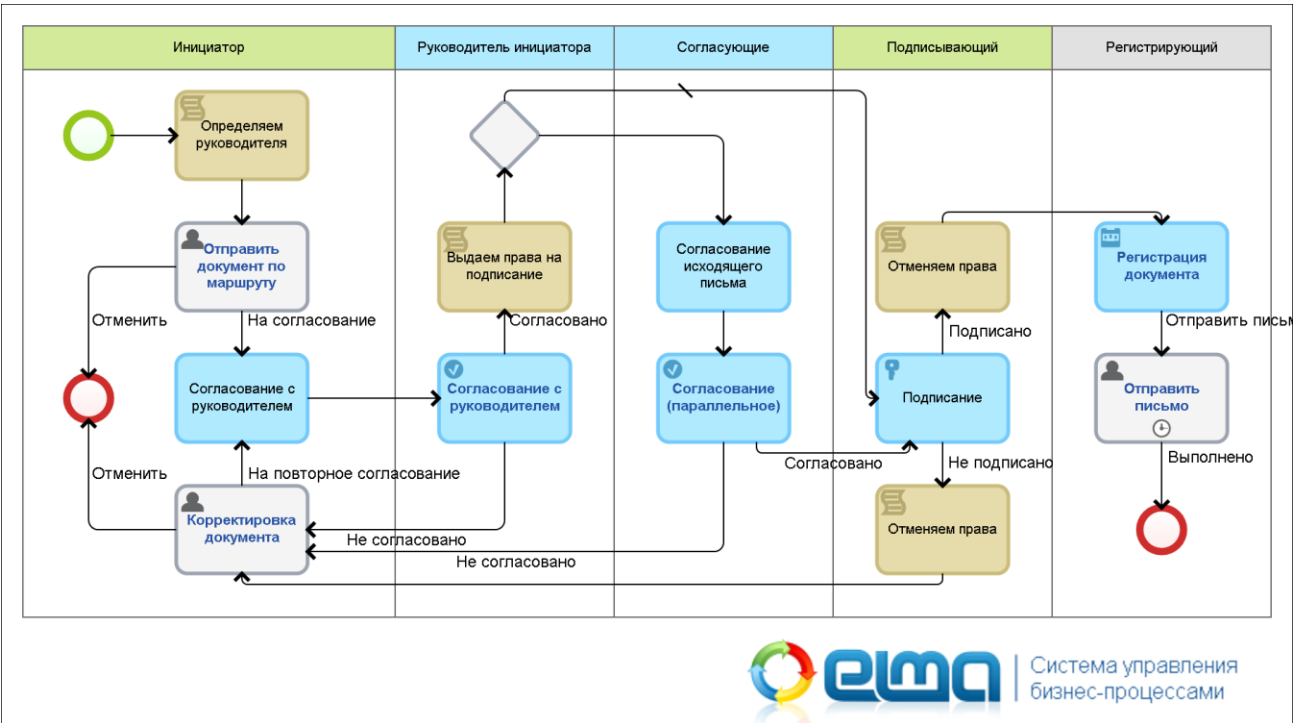 Инициатор
Руководитель инициатора
Согласующие
Подписывающий
Регистрирующий
Определяем
руководителя
Отправить
документ по
маршруту
Выдаем права на
подписание
Согласование
исходящего
письма
Отменяем права
Регистрация
документа
Отменить
На согласование
Согласовано
Подписано
Отправить
Согласование с
руководителем
Согласование с
руководителем
Согласование
(параллельное)
Подписание
Отправить
письмо
Отменить
На повторное согласование
Согласовано
Не подписано
Выполнено
Корректировка
документа
Не согласовано
Не согласовано
Отменяем права
elma
Система управления
бизнес-процессами